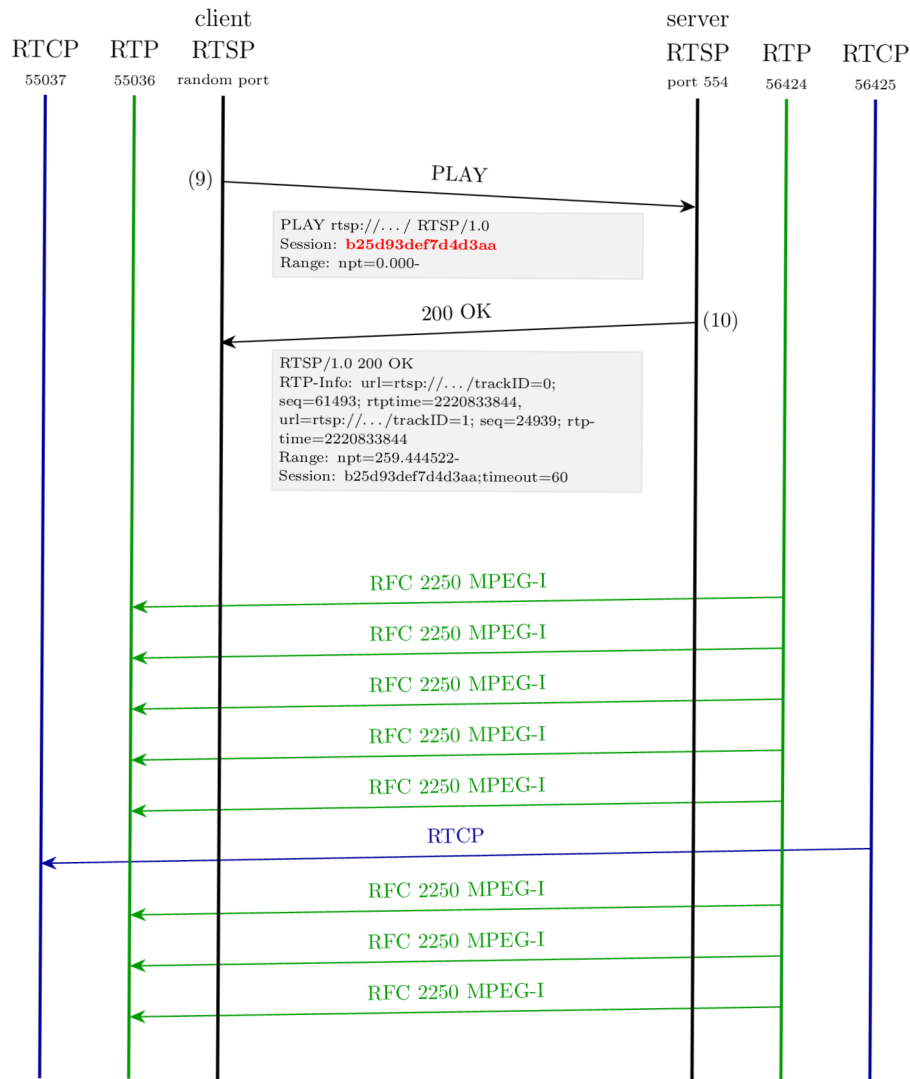 client
server
RTCP
RTP
RTSP
RTSP
RTP
RTCP
55037
55036
random port
port 554
56424
56425
(9)
PLAY
PLAY rtsp://.../ RTSP/1.0
Session: b25d93def7d4d3aa
Range: npt=0.000-
200 OK
(10)
RTSP/1.0 200 OK
RTP-Info: url=rtsp://.../trackID=0;
seq=61493; rtptime=2220833844,
url=rtsp://.../trackID=1; seq=24939; rtp-
time=2220833844
Range: npt=259.444522-
Session: b25d93def7d4d3aa;timeout=60
RFC 2250 MPEG-I
RFC 2250 MPEG-I
RFC 2250 MPEG-I
RFC 2250 MPEG-I
RFC 2250 MPEG-I
RTCP
RFC 2250 MPEG-I
RFC 2250 MPEG-I
RFC 2250 MPEG-I